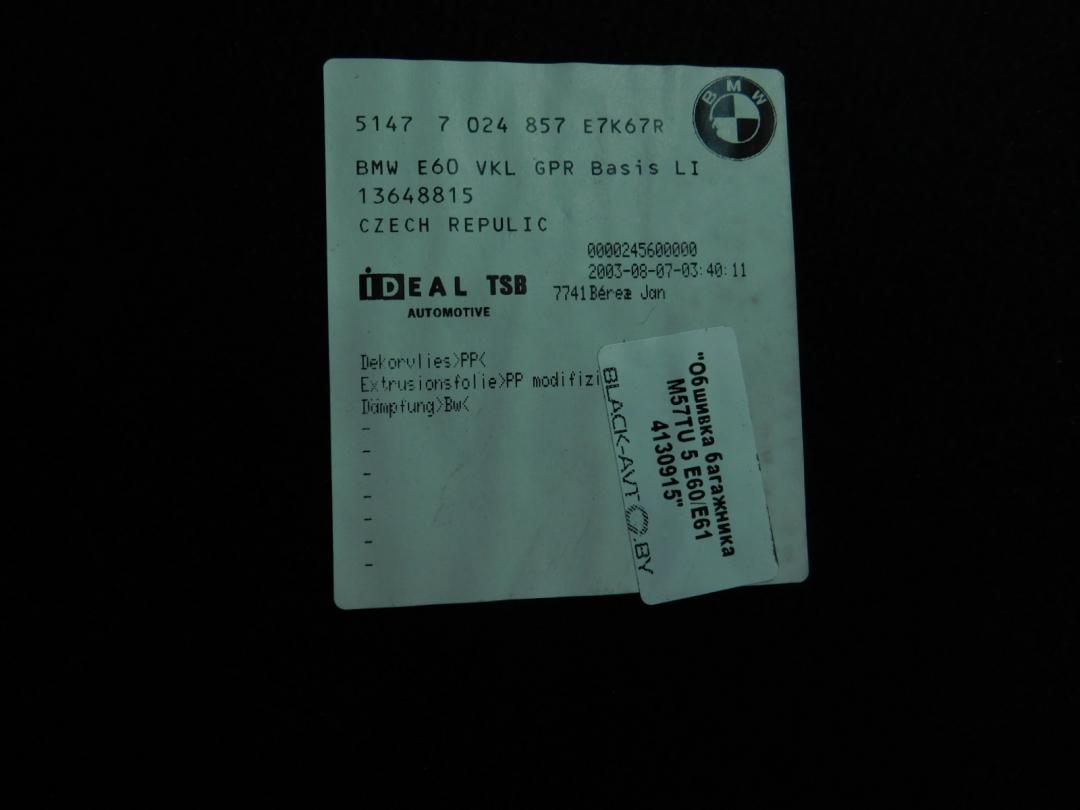 BMW
5147 7 024 857 E7K67R
BMW E60 VKL GPR Basis LI
13648815
CZECH REPULIC
0000245600000
2003-08-07-03:40:11
7741 Bérez Jan
iDEAL TSB
AUTOMOTIVE
Dekorvlies>PP<
Extrusionsfolie>PP modifizi
Dämpfung>Bw<
-
-
-
-
-
-
-
"Обшивка багажника
M57TU 5 E60/E61
4130915"
BLACK-AVTO.BY